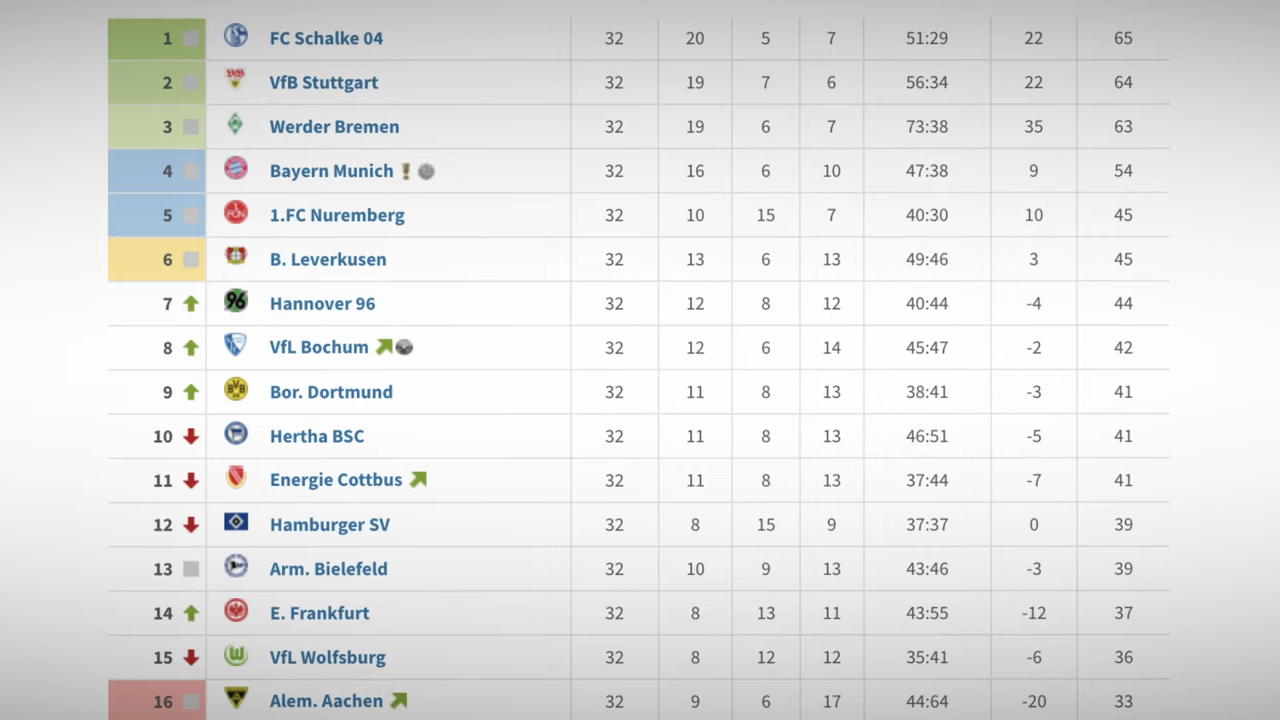 1 FC Schalke 04 32 20 5 7 51:29 22 65
2 VfB Stuttgart 32 19 7 6 56:34 22 64
3 Werder Bremen 32 19 6 7 73:38 35 63
4 Bayern Munich 32 16 6 10 47:38 9 54
5 1.FC Nuremberg 32 10 15 7 40:30 10 45
6 B. Leverkusen 32 13 6 13 49:46 3 45
7 96 Hannover 96 32 12 8 12 40:44 -4 44
8 VfL Bochum 32 12 6 14 45:47 -2 42
9 BVB Bor. Dortmund 32 11 8 13 38:41 -3 41
10 Hertha BSC 32 11 8 13 46:51 -5 41
11 Energie Cottbus 32 11 8 13 37:44 -7 41
12 Hamburger SV 32 8 15 9 37:37 0 39
13 Arm. Bielefeld 32 10 9 13 43:46 -3 39
14 E. Frankfurt 32 8 13 11 43:55 -12 37
15 VfL Wolfsburg 32 8 12 12 35:41 -6 36
16 Alem. Aachen 32 9 6 17 44:64 -20 33